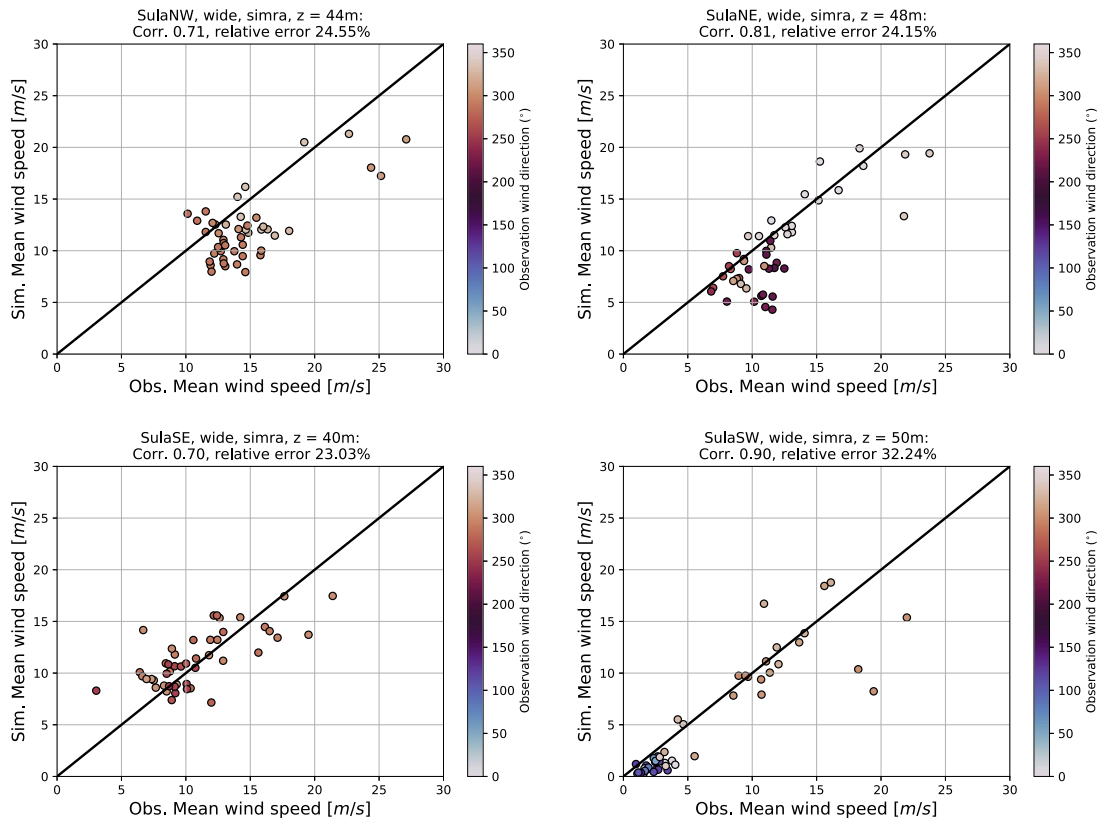 SulaNW, wide, simra, z = 44m:
Corr. 0.71, relative error 24.55%
30
25
20
15
10
5
0
Sim. Mean wind speed [m/s]
0 5 10 15 20 25 30
Obs. Mean wind speed [m/s]
350
300
250
200
150
100
50
0
Observation wind direction (°)
SulaNE, wide, simra, z = 48m:
Corr. 0.81, relative error 24.15%
30
25
20
15
10
5
0
Sim. Mean wind speed [m/s]
0 5 10 15 20 25 30
Obs. Mean wind speed [m/s]
350
300
250
200
150
100
50
0
Observation wind direction (°)
SulaSE, wide, simra, z = 40m:
Corr. 0.70, relative error 23.03%
30
25
20
15
10
5
0
Sim. Mean wind speed [m/s]
0 5 10 15 20 25 30
Obs. Mean wind speed [m/s]
350
300
250
200
150
100
50
0
Observation wind direction (°)
SulaSW, wide, simra, z = 50m:
Corr. 0.90, relative error 32.24%
30
25
20
15
10
5
0
Sim. Mean wind speed [m/s]
0 5 10 15 20 25 30
Obs. Mean wind speed [m/s]
350
300
250
200
150
100
50
0
Observation wind direction (°)